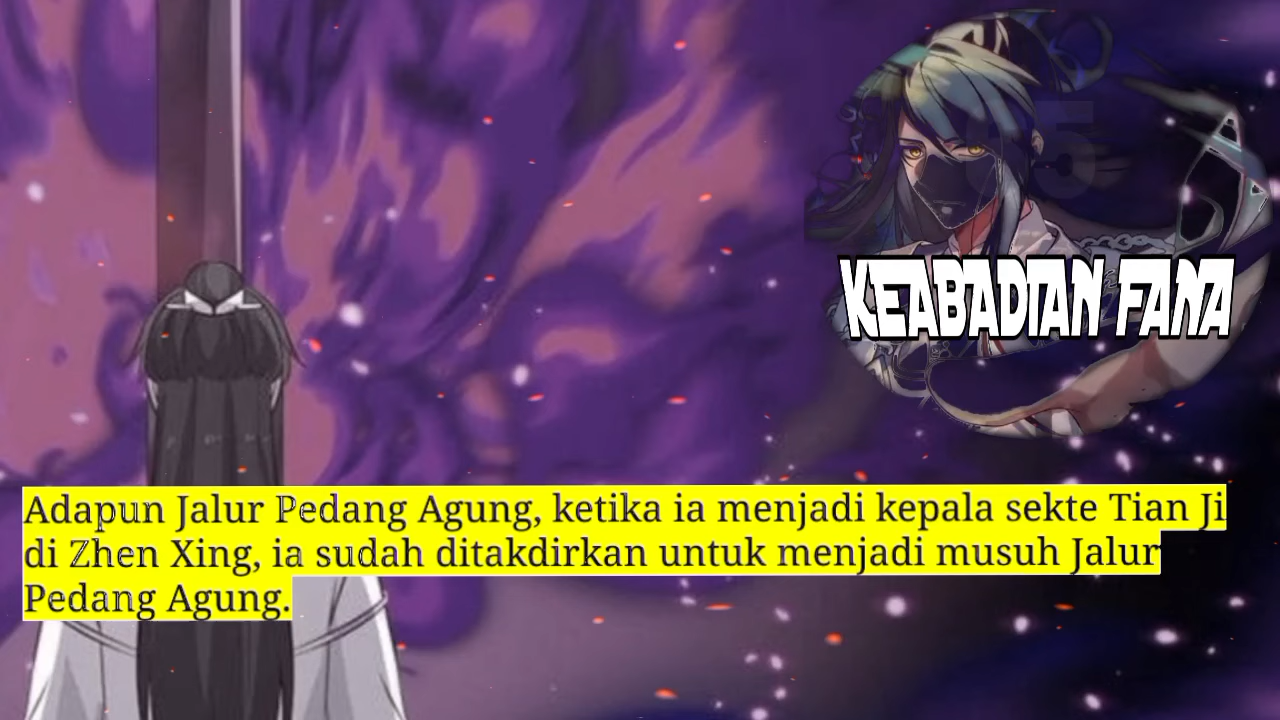 KEABADIAN FANA
Adapun Jalur Pedang Agung, ketika ia menjadi kepala sekte Tian Ji
di Zhen Xing, ia sudah ditakdirkan untuk menjadi musuh Jalur
Pedang Agung.